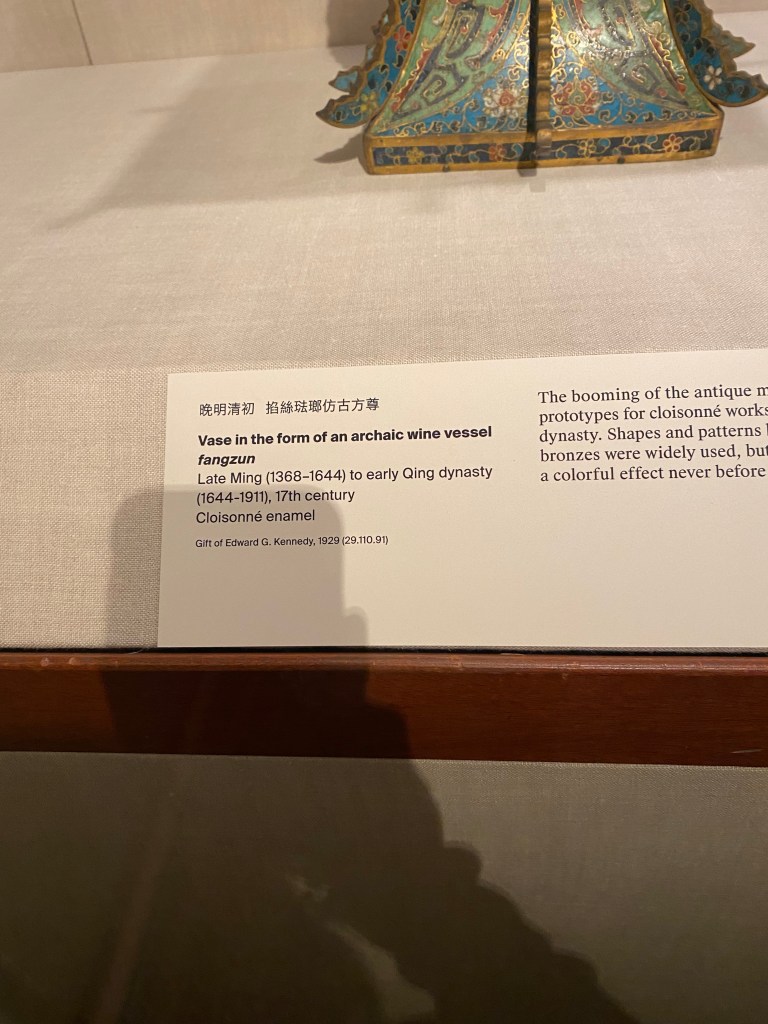 晚明清初 掐絲琺瑯仿古方尊
Vase in the form of an archaic wine vessel
fangzun
Late Ming (1368–1644) to early Qing dynasty
(1644-1911), 17th century
Cloisonné enamel
Gift of Edward G. Kennedy, 1929 (29.110.91)
The booming of the antique
prototypes for cloisonné
dynasty. Shapes and patterns
bronzes were widely used,
a colorful effect never before